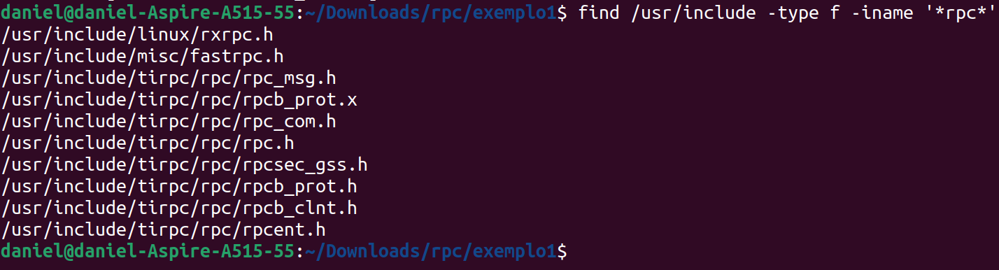 daniel@daniel-Aspire-A515-55:~/Downloads/rpc/exemplo1$ find /usr/include -type f -iname '*rpc*'
/usr/include/linux/rxrpc.h
/usr/include/misc/fastrpc.h
/usr/include/tirpc/rpc/rpc_msg.h
/usr/include/tirpc/rpc/rpcb_prot.x
/usr/include/tirpc/rpc/rpc_com.h
/usr/include/tirpc/rpc/rpc.h
/usr/include/tirpc/rpc/rpcsec_gss.h
/usr/include/tirpc/rpc/rpcb_prot.h
/usr/include/tirpc/rpc/rpcb_clnt.h
/usr/include/tirpc/rpc/rpcent.h
daniel@daniel-Aspire-A515-55:~/Downloads/rpc/exemplo1$